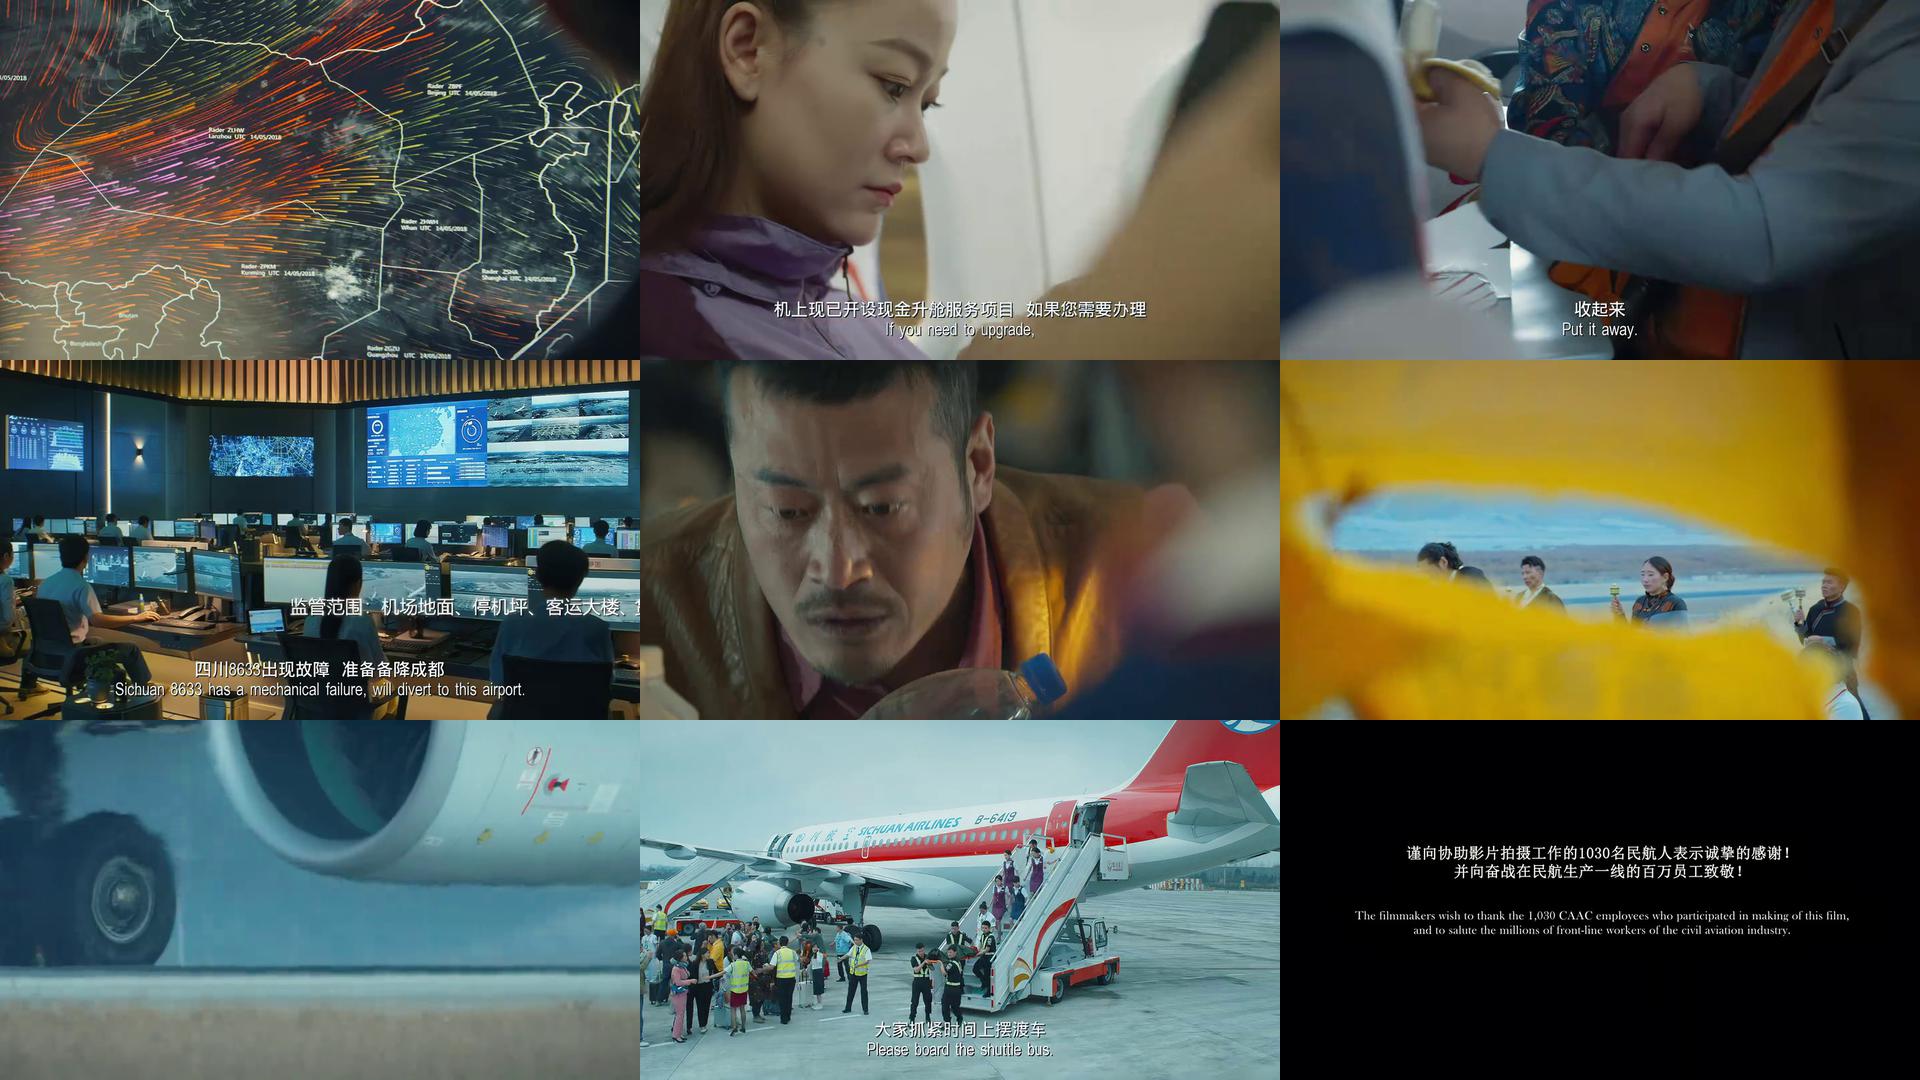 /05/2018
Rader ZBPF
Beijing UTC 14/05/2018
Rader ZLHW
Lanzhou UTC 14/05/2018
Rader ZHWH
Whan UTC 14/05/2018
Rader ZPKM
Kunming UTC 14/05/2018
Rader ZSHA
Shanghai UTC 14/05/2018
Bhutan
Bangladesh
Rader ZGZU
Guangzhou UTC 14/05/2018
机上现已开设现金升舱服务项目 如果您需要办理
If you need to upgrade,
收起来
Put it away.
监管范围：机场地面、停机坪、客运大楼、
四川8633出现故障 准备备降成都
Sichuan 8633 has a mechanical failure, will divert to this airport.
四川航空 SICHUAN AIRLINES B-6419
大家抓紧时间上摆渡车
Please board the shuttle bus.
谨向协助影片拍摄工作的1030名民航人表示诚挚的感谢！
并向奋战在民航生产一线的百万员工致敬！
The filmmakers wish to thank the 1,030 CAAC employees who participated in making of this film,
and to salute the millions of front-line workers of the civil aviation industry.